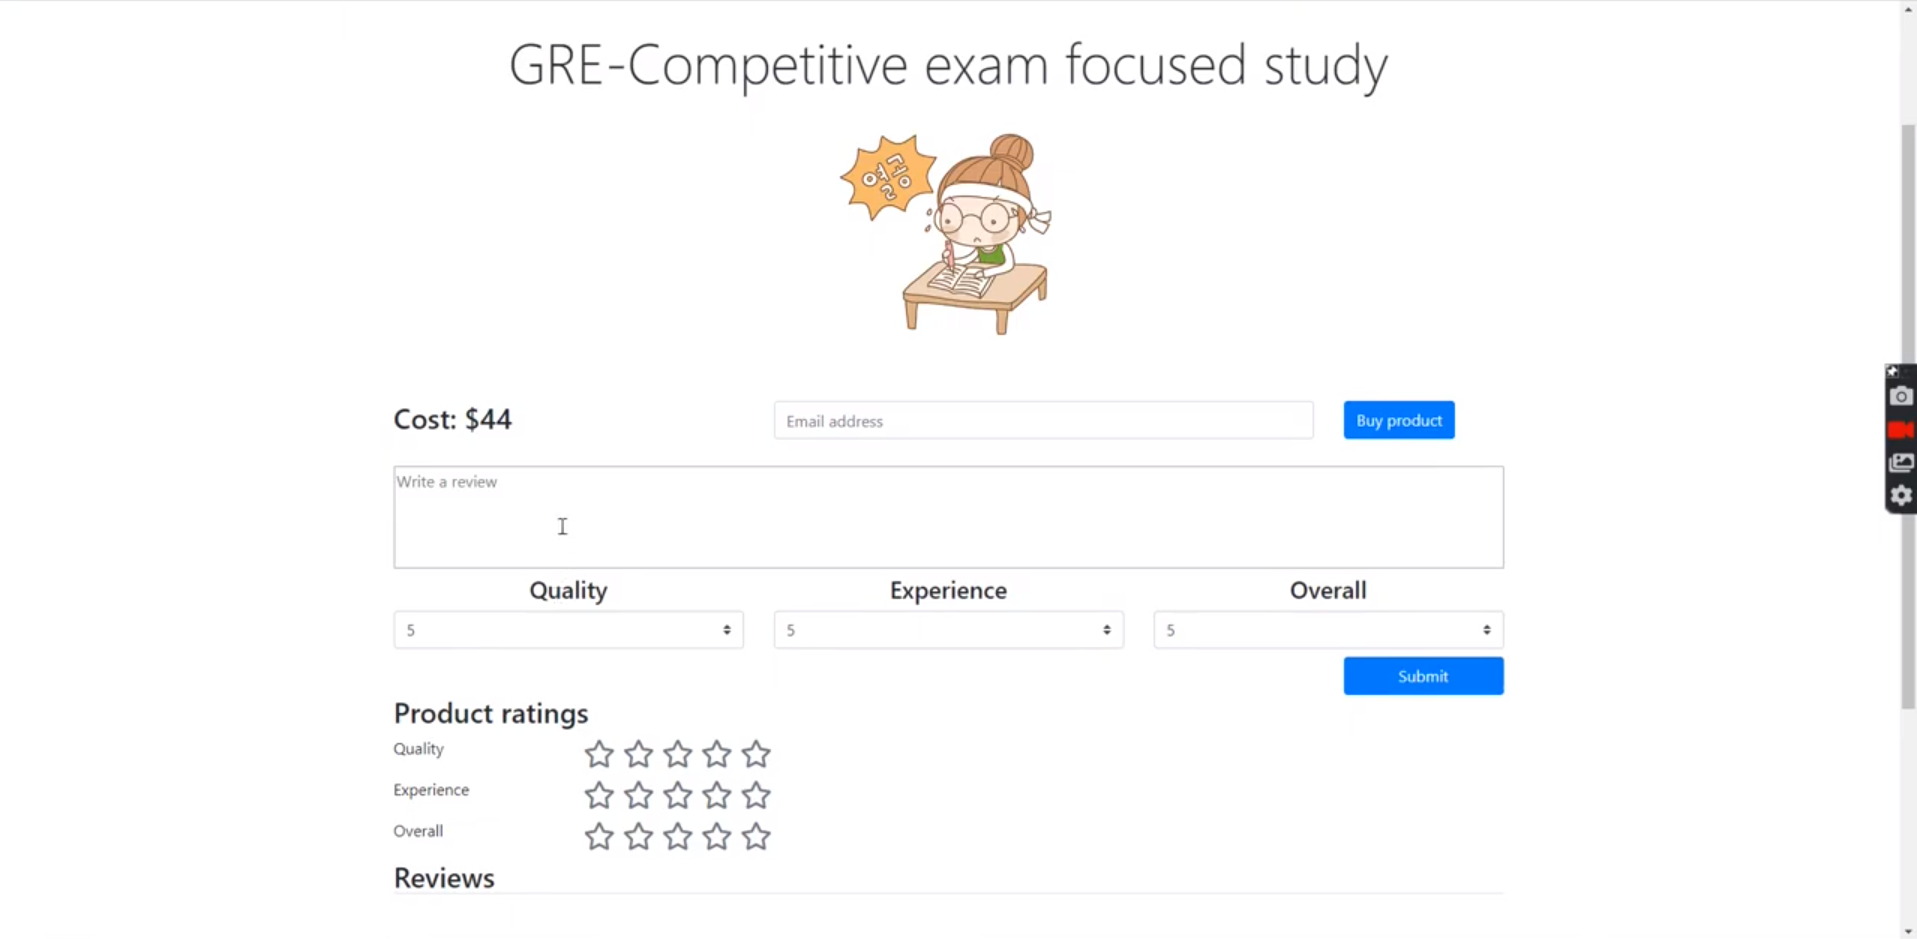 GRE-Competitive exam focused study
열공
Cost: $44
Email address
Buy product
Write a review
Quality
Experience
Overall
5
5
5
Submit
Product ratings
Quality
Experience
Overall
Reviews